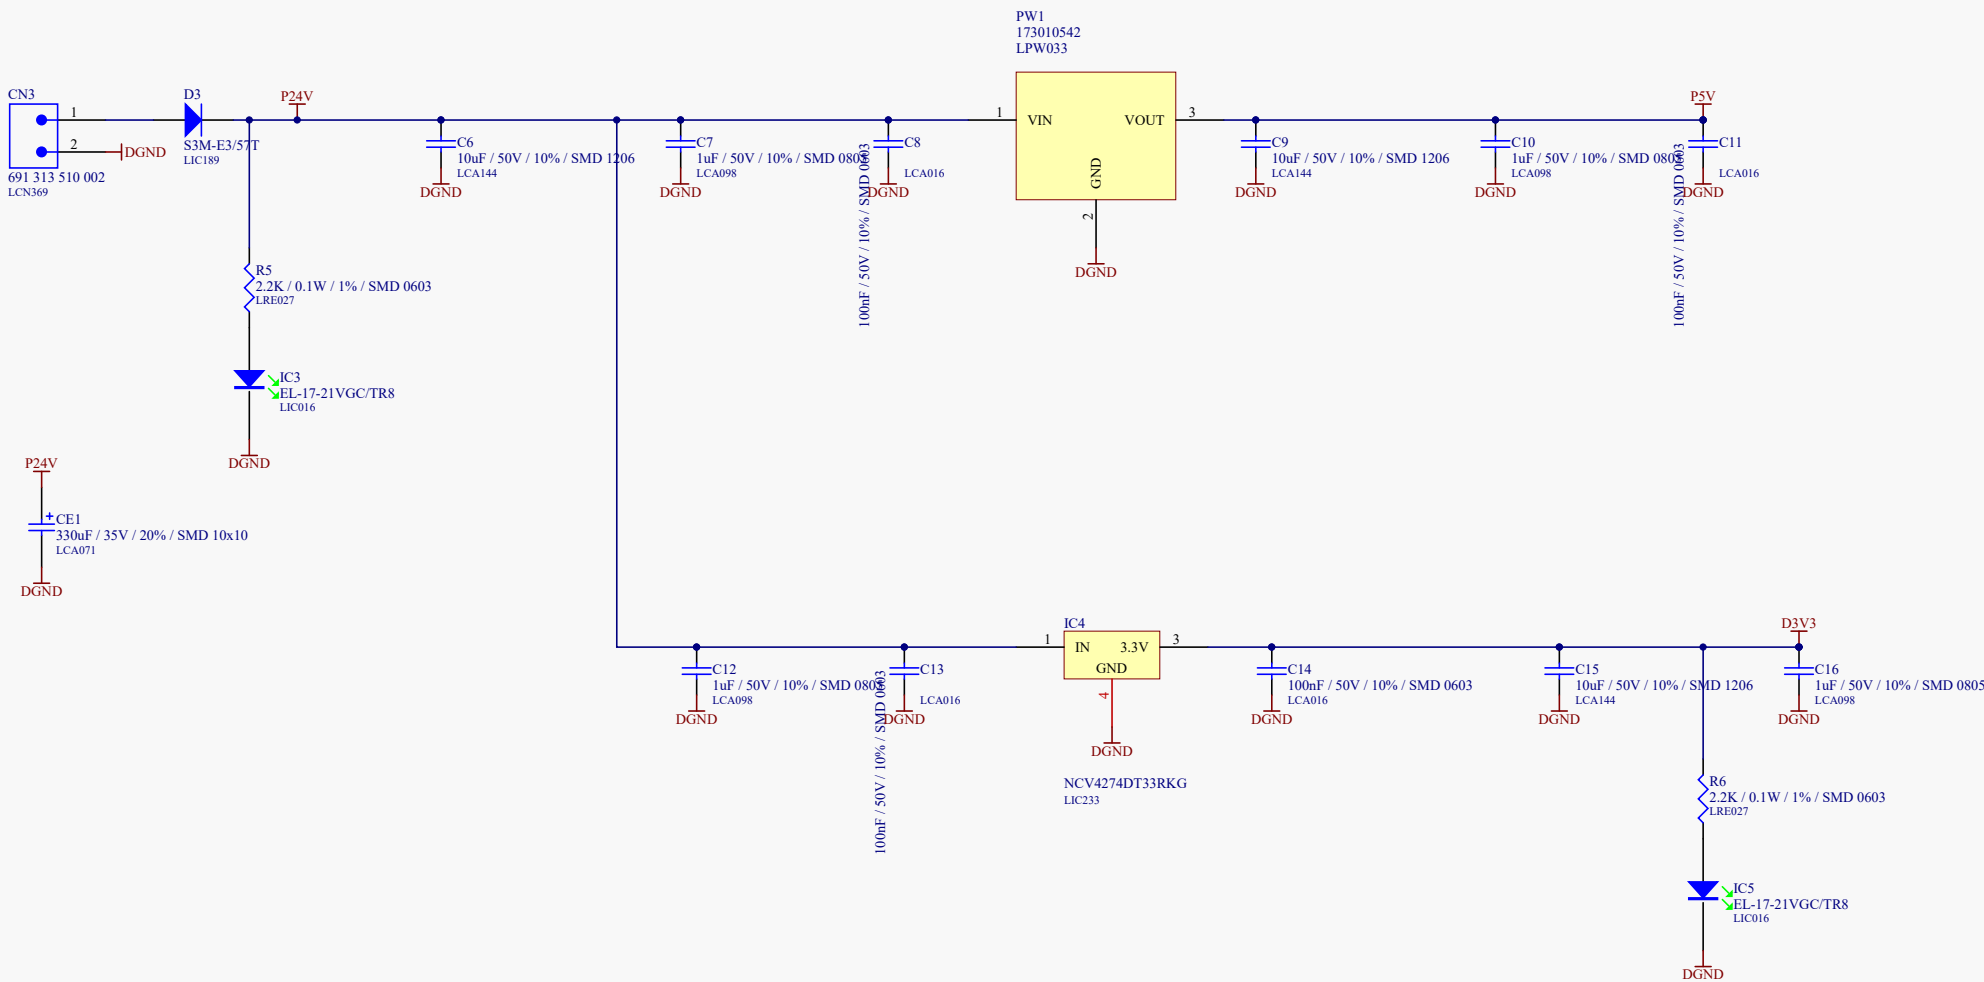 PW1
173010542
LPW033
CN3
1
2
DGND
691 313 510 002
LCN369
D3
S3M-E3/57T
LIC189
P24V
C6
10uF / 50V / 10% / SMD 1206
LCA144
DGND
C7
1uF / 50V / 10% / SMD 0805
LCA098
DGND
C8
100nF / 50V / 10% / SMD 0603
LCA016
DGND
1
VIN
VOUT
3
GND
2
DGND
C9
10uF / 50V / 10% / SMD 1206
LCA144
DGND
C10
1uF / 50V / 10% / SMD 0805
LCA098
DGND
P5V
C11
100nF / 50V / 10% / SMD 0603
LCA016
DGND
R5
2.2K / 0.1W / 1% / SMD 0603
LRE027
IC3
EL-17-21VGC/TR8
LIC016
DGND
P24V
+
CE1
330uF / 35V / 20% / SMD 10x10
LCA071
DGND
C12
1uF / 50V / 10% / SMD 0805
LCA098
DGND
C13
100nF / 50V / 10% / SMD 0603
LCA016
DGND
IC4
1
IN
3.3V
3
GND
4
DGND
NCV4274DT33RKG
LIC233
C14
100nF / 50V / 10% / SMD 0603
LCA016
DGND
C15
10uF / 50V / 10% / SMD 1206
LCA144
DGND
D3V3
C16
1uF / 50V / 10% / SMD 0805
LCA098
DGND
R6
2.2K / 0.1W / 1% / SMD 0603
LRE027
IC5
EL-17-21VGC/TR8
LIC016
DGND